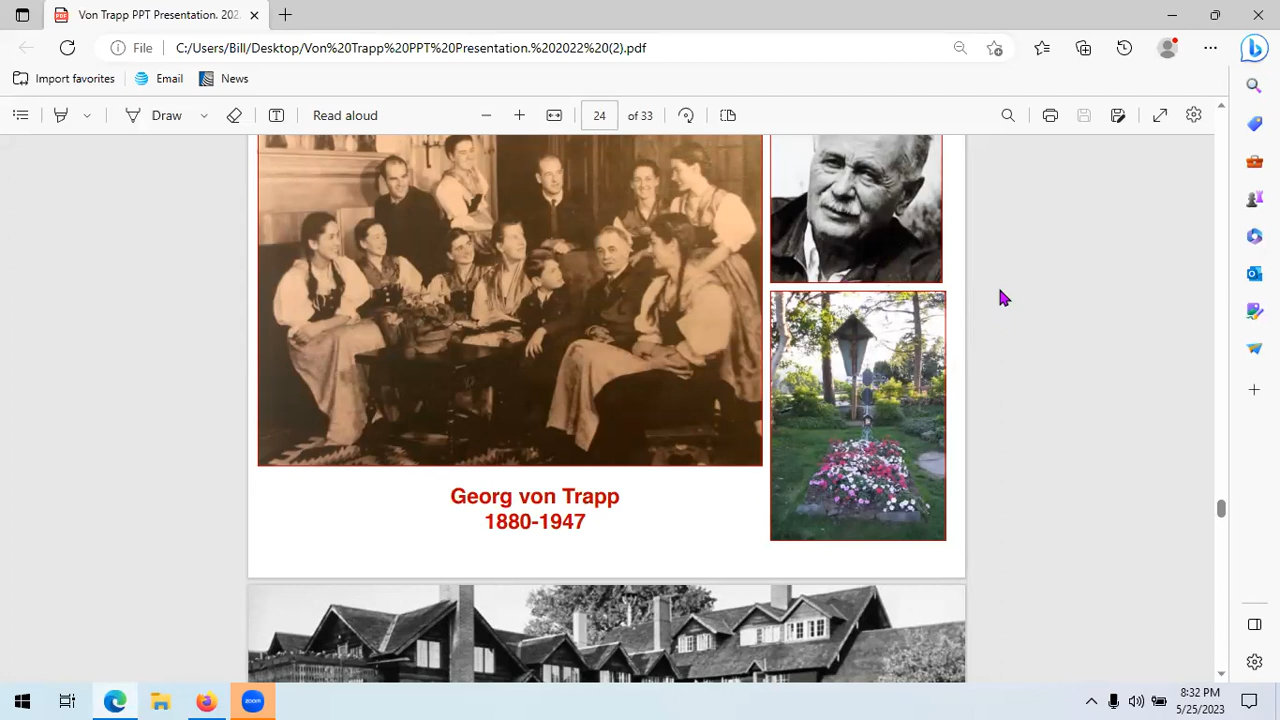 Von Trapp PPT Presentation. 202
File
C:/Users/Bill/Desktop/Von%20Trapp%20PPT%20Presentation.%202022%20(2).pdf
Import favorites
Email
News
Draw
Read aloud
24
of 33
Georg von Trapp
1880-1947
zoom
8:32 PM
5/25/2023